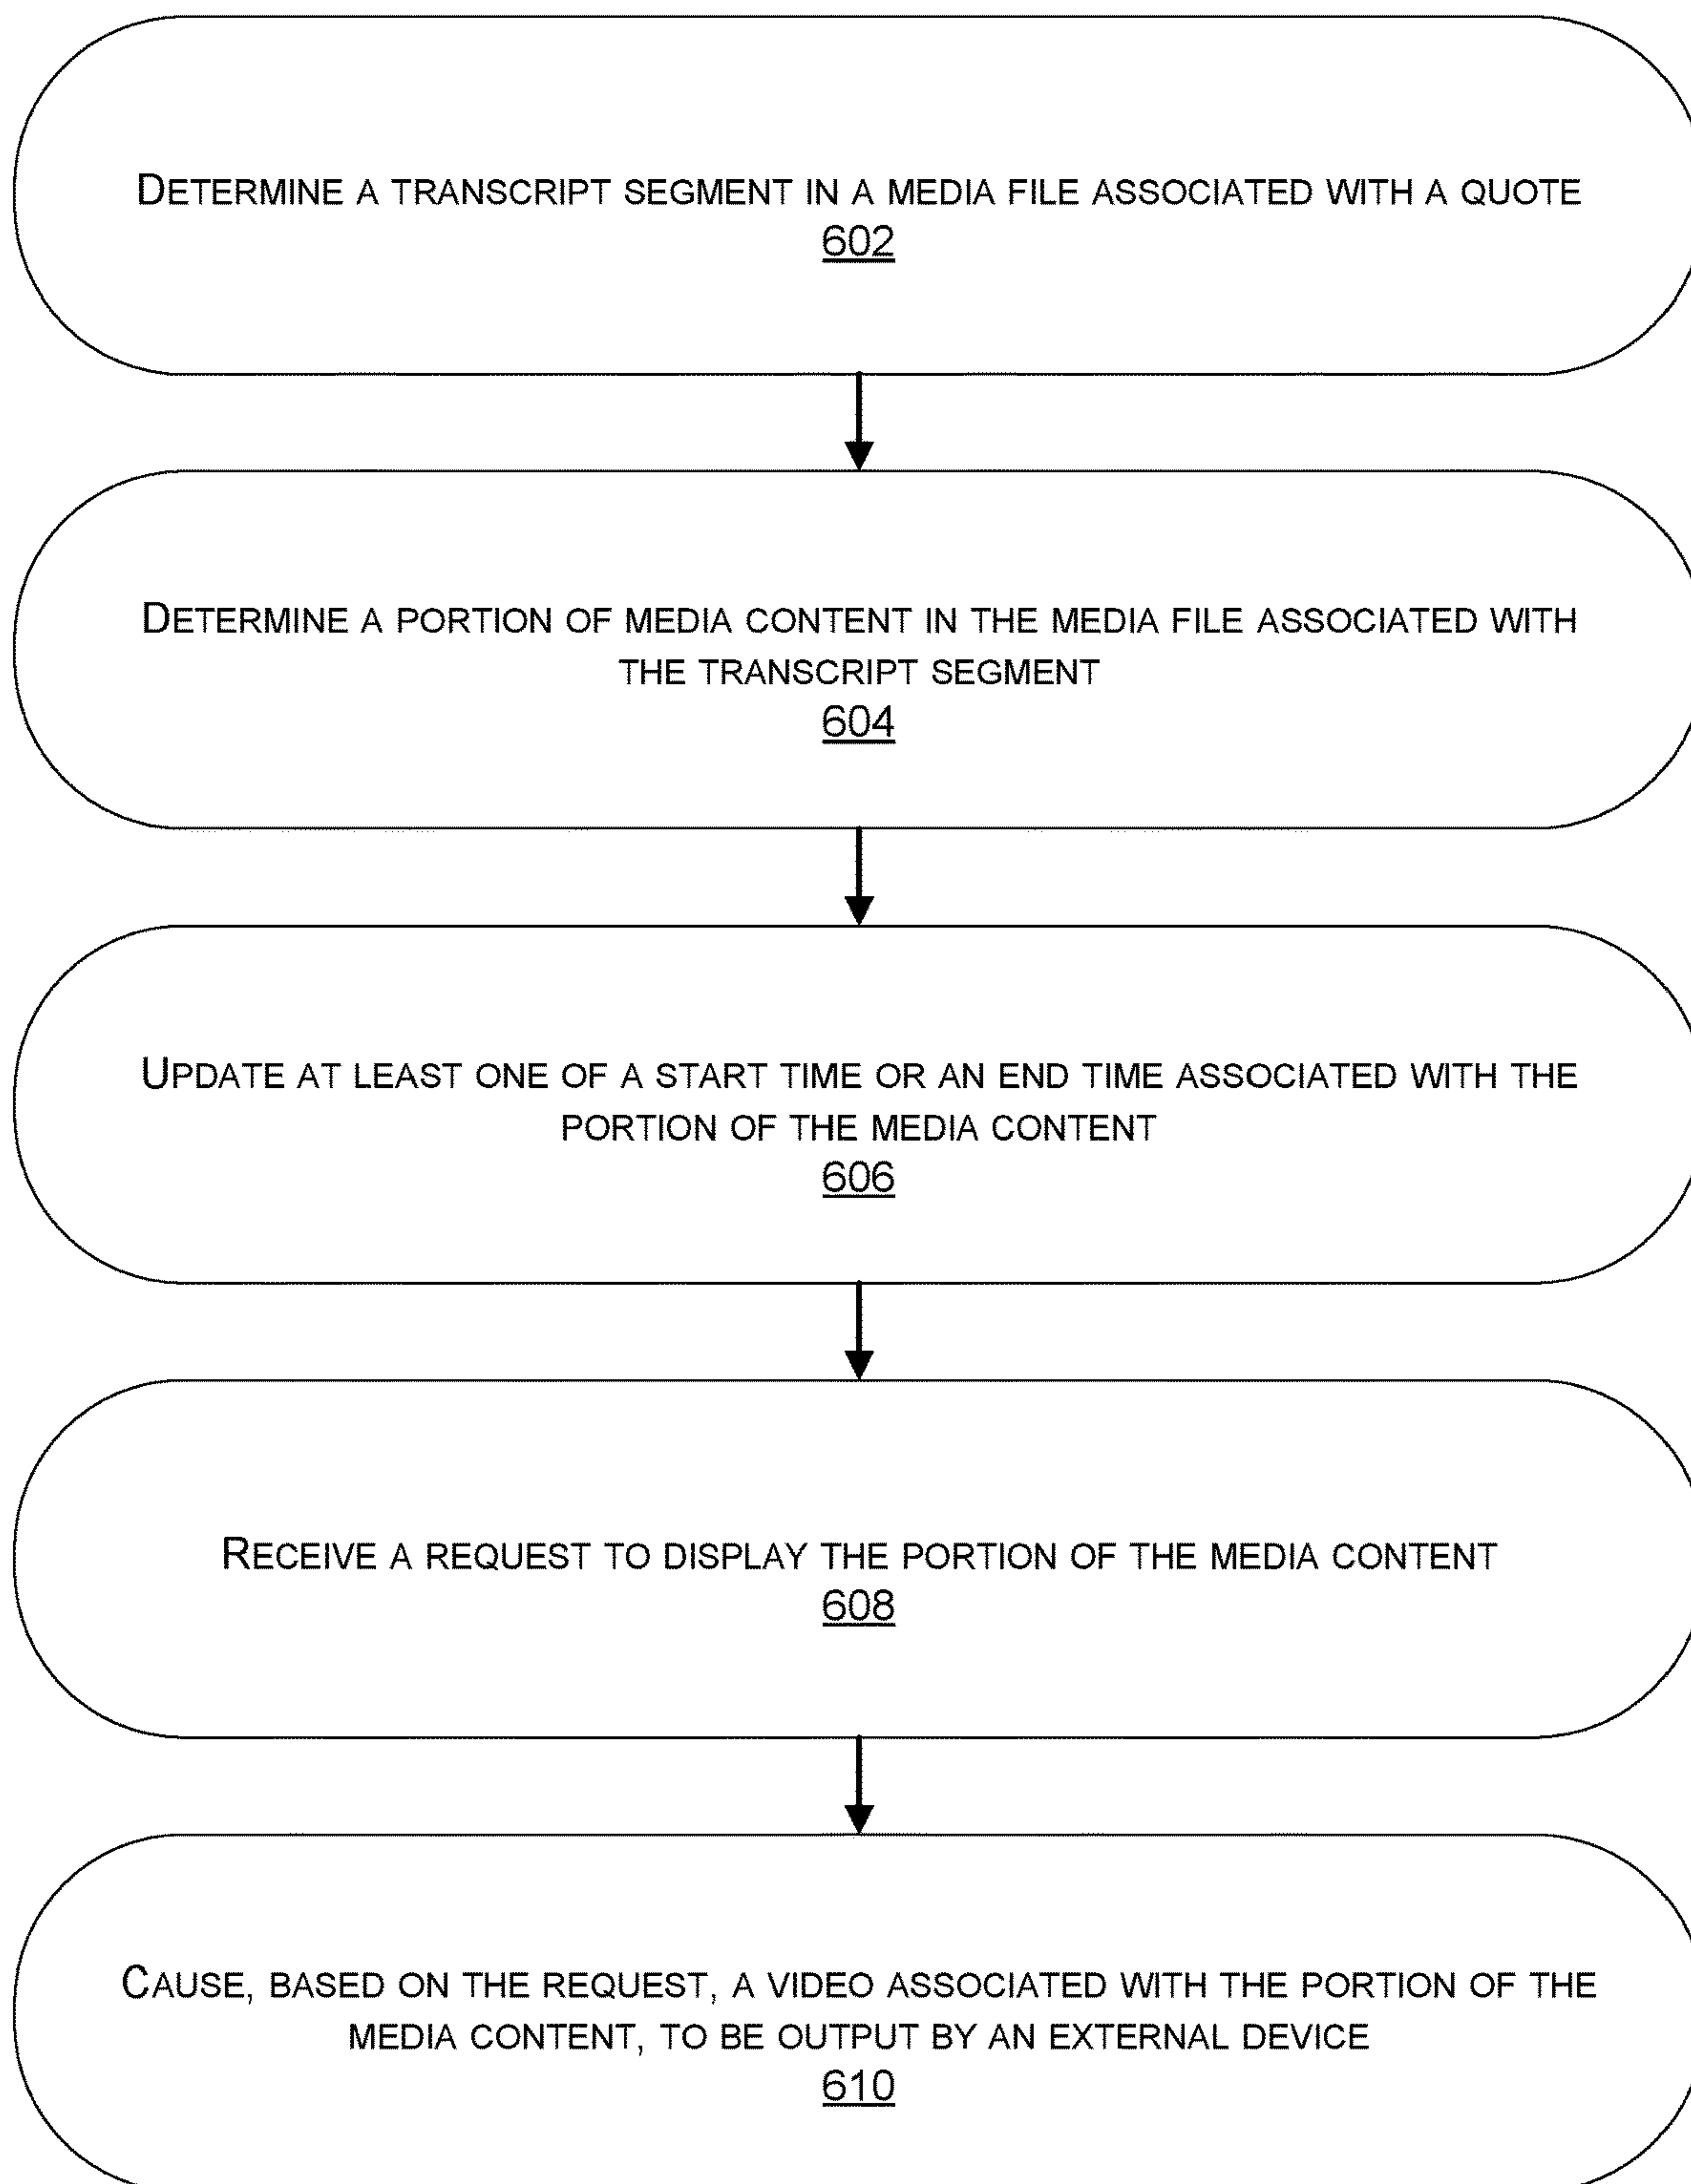 DETERMINE A TRANSCRIPT SEGMENT IN A MEDIA FILE ASSOCIATED WITH A QUOTE
602
DETERMINE A PORTION OF MEDIA CONTENT IN THE MEDIA FILE ASSOCIATED WITH
THE TRANSCRIPT SEGMENT
604
UPDATE AT LEAST ONE OF A START TIME OR AN END TIME ASSOCIATED WITH THE
PORTION OF THE MEDIA CONTENT
606
RECEIVE A REQUEST TO DISPLAY THE PORTION OF THE MEDIA CONTENT
608
CAUSE, BASED ON THE REQUEST, A VIDEO ASSOCIATED WITH THE PORTION OF THE
MEDIA CONTENT, TO BE OUTPUT BY AN EXTERNAL DEVICE
610